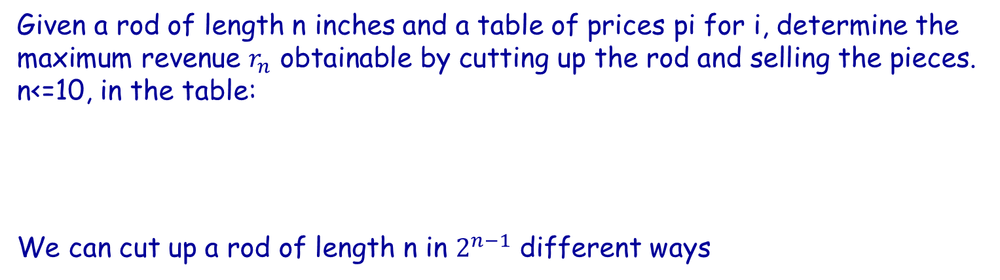 Given a rod of length n inches and a table of prices pi for i, determine the
maximum revenue 𝑟ₙ obtainable by cutting up the rod and selling the pieces.
n<=10, in the table:
We can cut up a rod of length n in 2ⁿ⁻¹ different ways